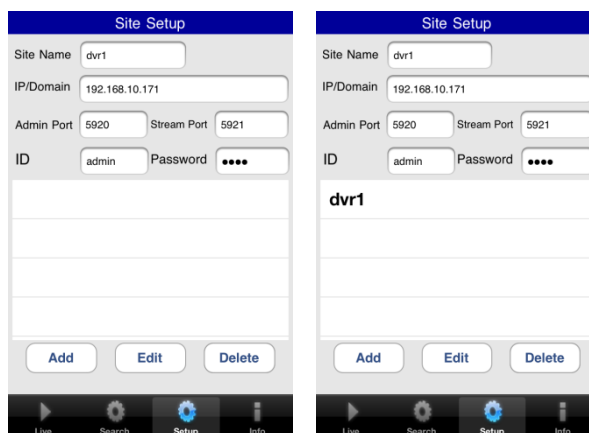 Site Setup
Site Name dvr1
IP/Domain 192.168.10.171
Admin Port 5920 Stream Port 5921
ID admin Password ●●●●
Add Edit Delete
Live Search Setup Info
Site Setup
Site Name dvr1
IP/Domain 192.168.10.171
Admin Port 5920 Stream Port 5921
ID admin Password ●●●●
dvr1
Add Edit Delete
Live Search Setup Info